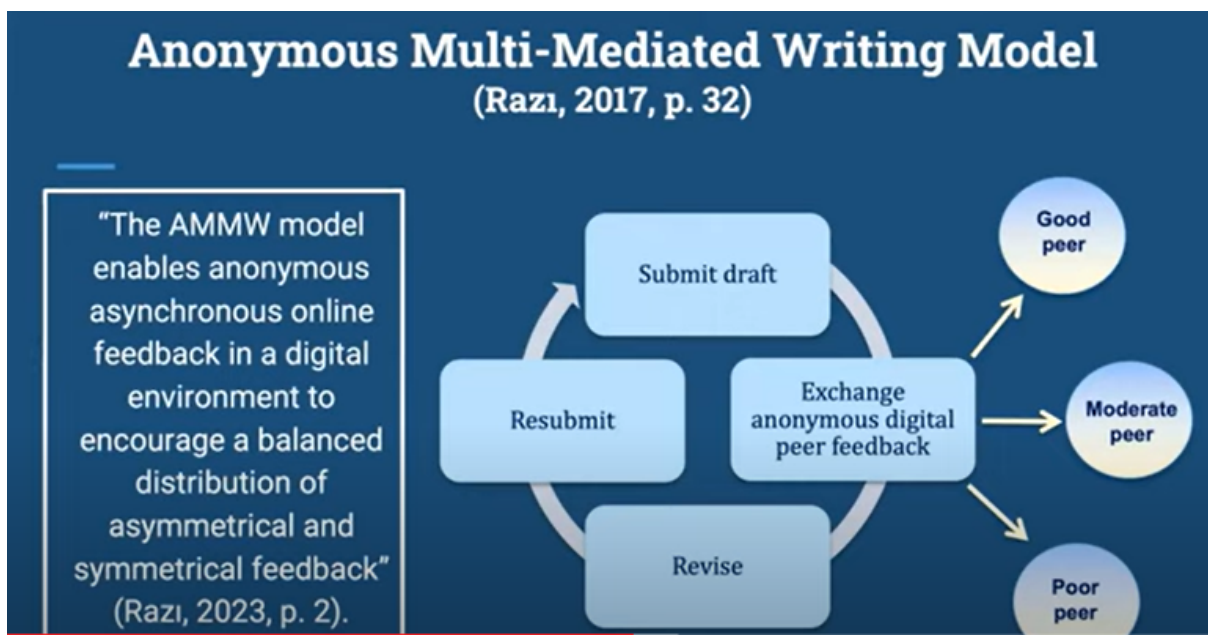 Anonymous Multi-Mediated Writing Model
(Razı, 2017, p. 32)
“The AMMW model
enables anonymous
asynchronous online
feedback in a digital
environment to
encourage a balanced
distribution of
asymmetrical and
symmetrical feedback”
(Razı, 2023, p. 2).
Submit draft
Exchange
anonymous digital
peer feedback
Revise
Resubmit
Good
peer
Moderate
peer
Poor
peer